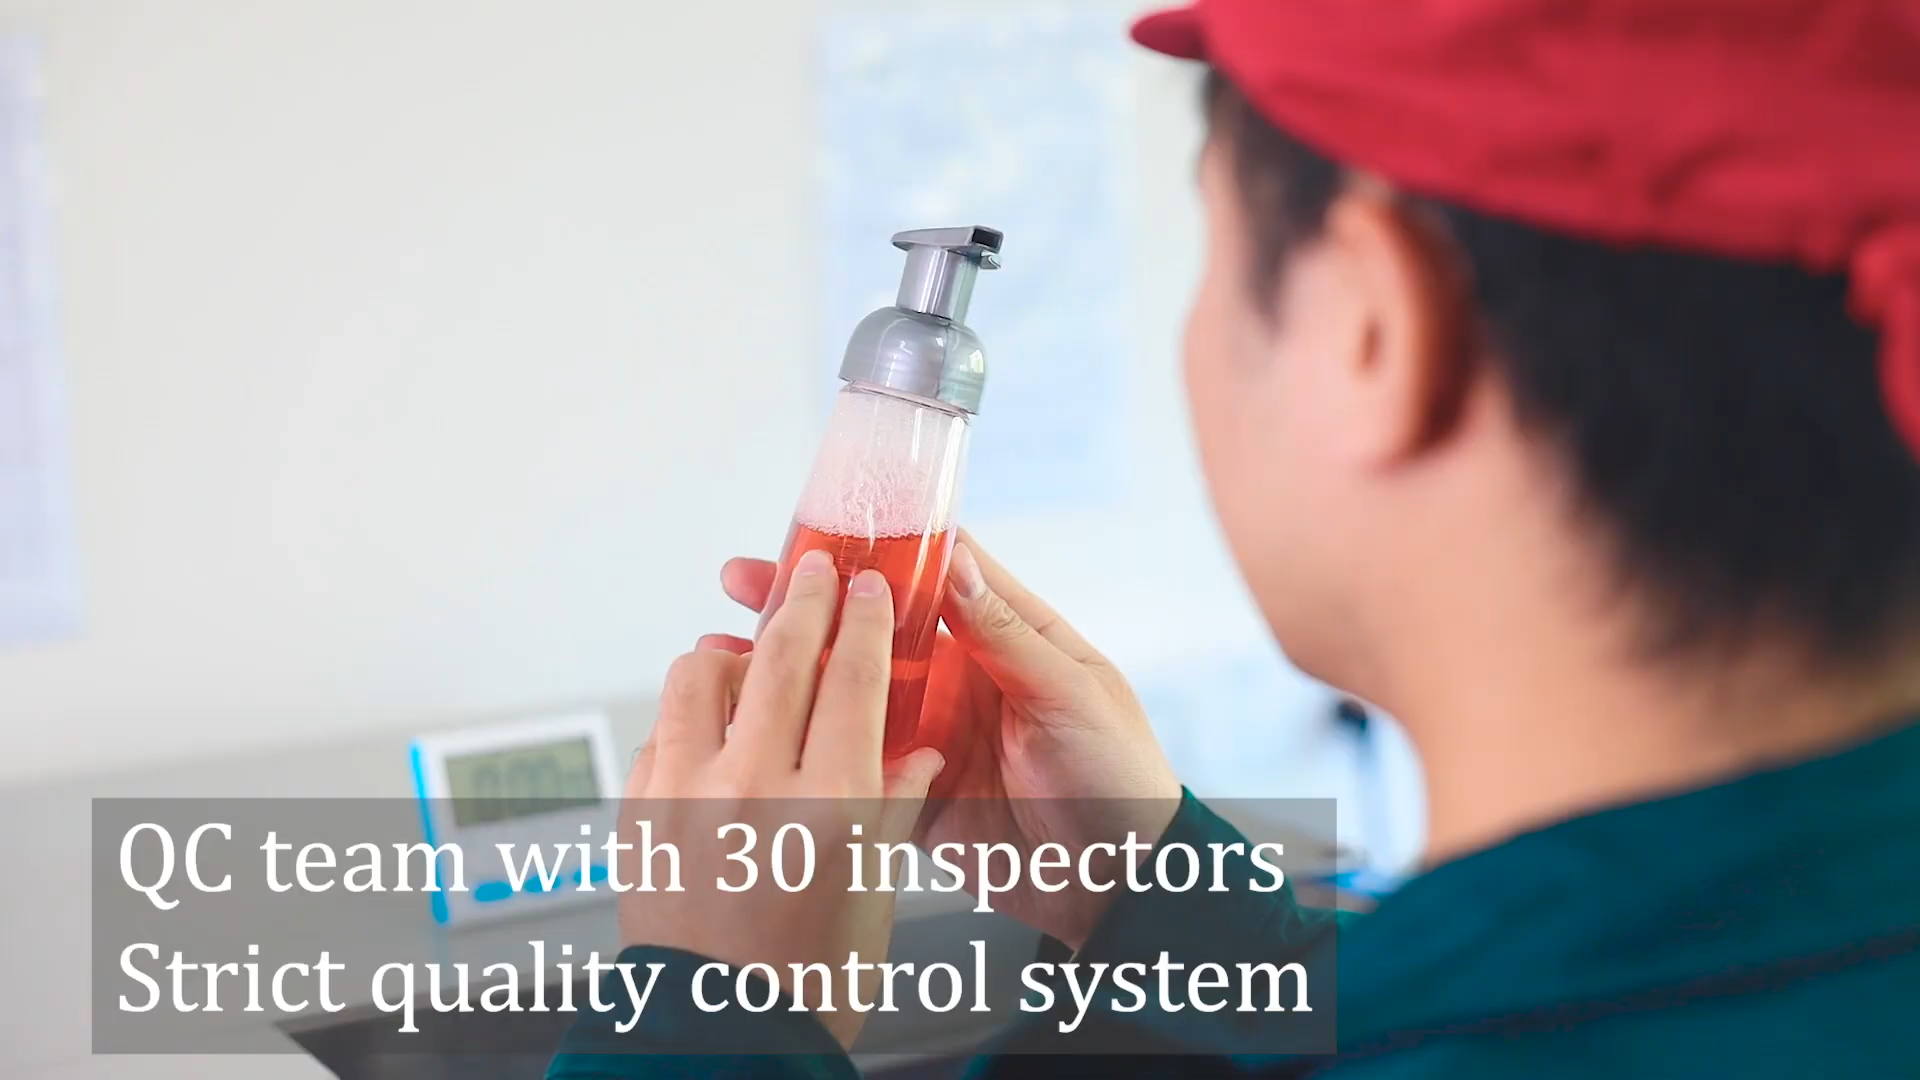 QC team with 30 inspectors
Strict quality control system